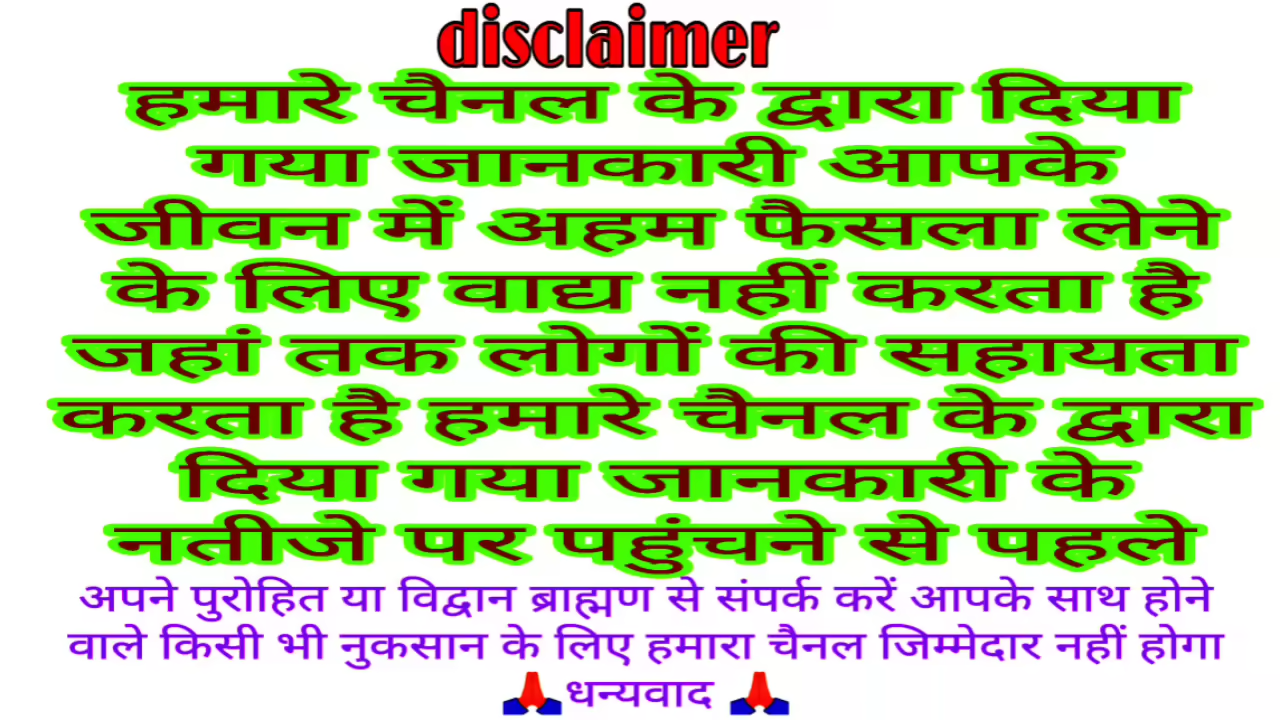 disclaimer
हमारे चैनल के द्वारा दिया
गया जानकारी आपके
जीवन में अहम फैसला लेने
के लिए वाद्य नहीं करता है
जहां तक लोगों की सहायता
करता है हमारे चैनल के द्वारा
दिया गया जानकारी के
नतीजे पर पहुंचने से पहले
अपने पुरोहित या विद्वान ब्राह्मण से संपर्क करें आपके साथ होने
वाले किसी भी नुकसान के लिए हमारा चैनल जिम्मेदार नहीं होगा
🙏धन्यवाद 🙏